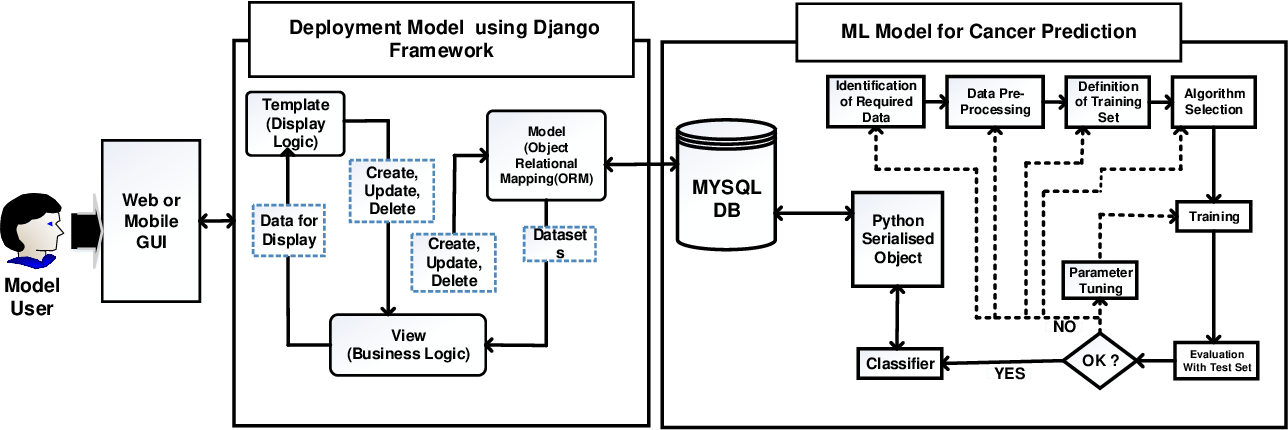 Deployment Model using Django
Framework
ML Model for Cancer Prediction
Model
User
Web or
Mobile
GUI
Template
(Display
Logic)
Data for
Display
Create,
Update,
Delete
Create,
Update,
Delete
Model
(Object
Relational
Mapping(ORM)
Dataset
s
View
(Business Logic)
MYSQL
DB
Identification
of Required
Data
Data Pre-
Processing
Definition
of Training
Set
Algorithm
Selection
Python
Serialised
Object
Training
Parameter
Tuning
NO
Classifier
YES
OK ?
Evaluation
With Test Set